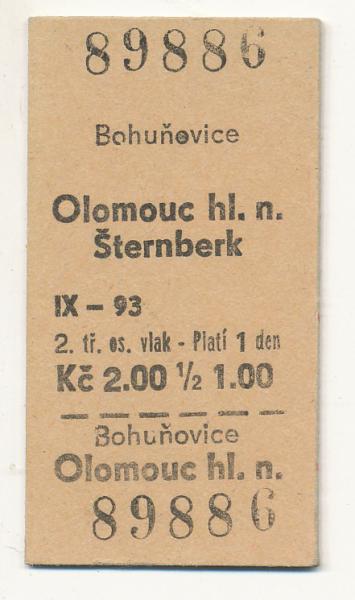 89886
Bohuňovice
Olomouc hl. n.
Šternberk
IX – 93
2. tř. os. vlak - Platí 1 den
Kč 2.00 ½ 1.00
Bohuňovice
Olomouc hl. n.
89886